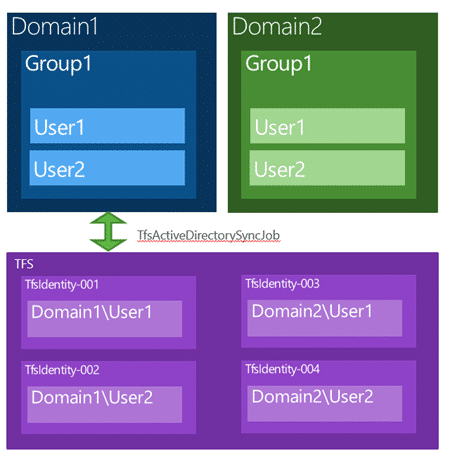 Domain1
Group1
User1
User2
Domain2
Group1
User1
User2
TfsActiveDirectorySyncJob
TFS
TfsIdentity-001
Domain1\User1
TfsIdentity-003
Domain2\User1
TfsIdentity-002
Domain1\User2
TfsIdentity-004
Domain2\User2